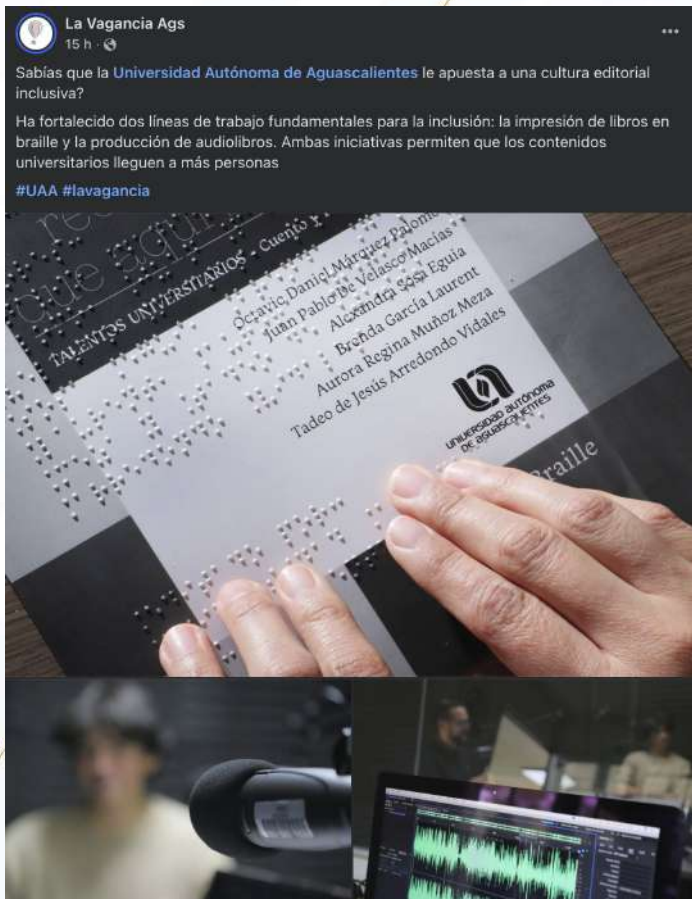 La Vagancia Ags
15 h ·
Sabías que la Universidad Autónoma de Aguascalientes le apuesta a una cultura editorial
inclusiva?
Ha fortalecido dos líneas de trabajo fundamentales para la inclusión: la impresión de libros en
braille y la producción de audiolibros. Ambas iniciativas permiten que los contenidos
universitarios lleguen a más personas
#UAA #lavagancia
que aquí
TALENTOS UNIVERSITARIOS Cuento
Octavio Daniel Márquez Palomo
Juan Pablo De Velasco Macías
Alexandra Sosa Eguía
Brenda García Laurent
Aurora Regina Muñoz Meza
Tadeo de Jesús Arredondo Vidales
UNIVERSIDAD AUTÓNOMA
DE AGUASCALIENTES
Braille